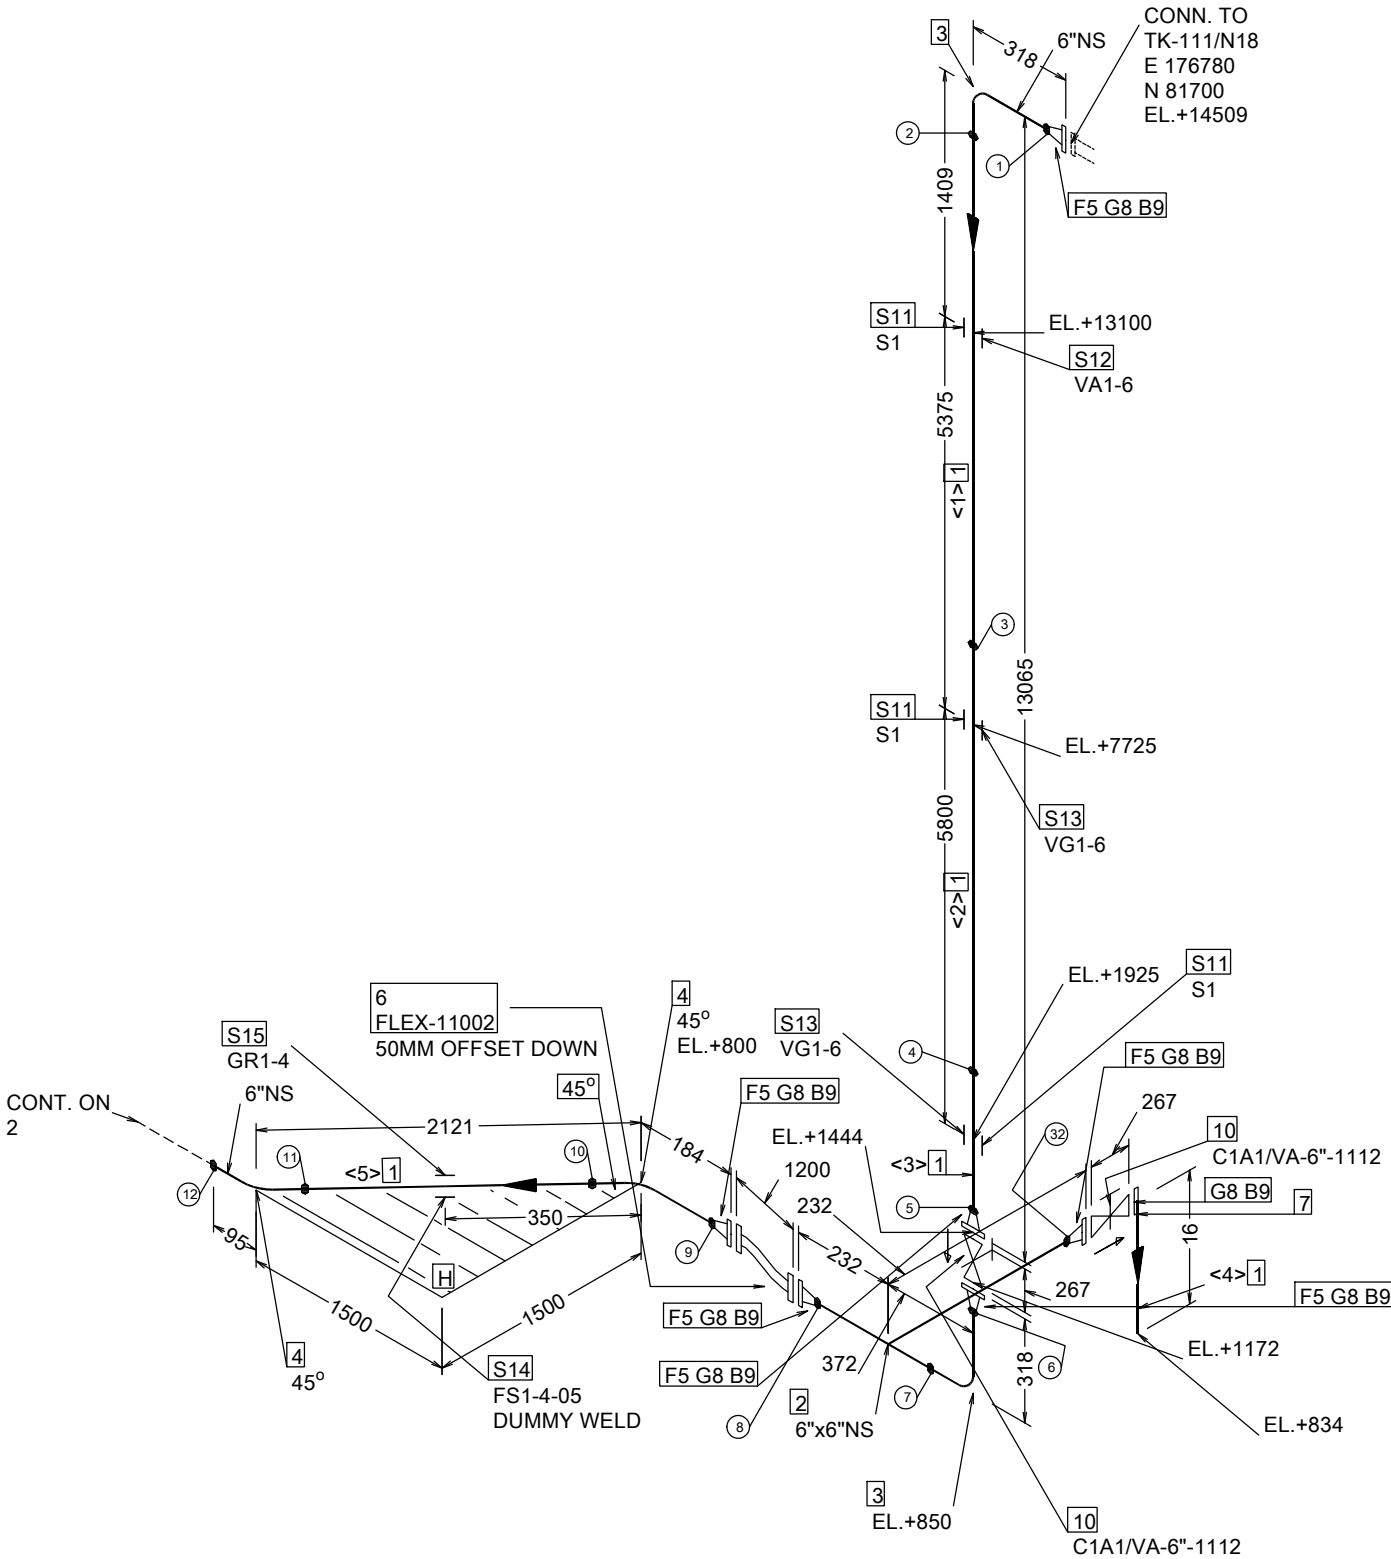 CONN. TO
TK-111/N18
E 176780
N 81700
EL.+14509
3
318
6"NS
2
1
F5 G8 B9
1409
S11
S1
EL.+13100
S12
VA1-6
5375
<1> 1
3
13065
S11
S1
EL.+7725
S13
VG1-6
5800
<2> 1
EL.+1925
S11
S1
6
FLEX-11002
50MM OFFSET DOWN
4
45°
EL.+800
S13
VG1-6
4
F5 G8 B9
S15
GR1-4
6"NS
45°
F5 G8 B9
267
CONT. ON
2
2121
184
EL.+1444
32
10
C1A1/VA-6"-1112
11
<5> 1
10
1200
<3> 1
G8 B9
7
12
350
232
5
16
95
H
9
232
<4> 1
267
F5 G8 B9
1500
1500
F5 G8 B9
8
372
6
318
EL.+1172
4
45°
S14
FS1-4-05
DUMMY WELD
F5 G8 B9
7
2
6"x6"NS
EL.+834
3
EL.+850
10
C1A1/VA-6"-1112